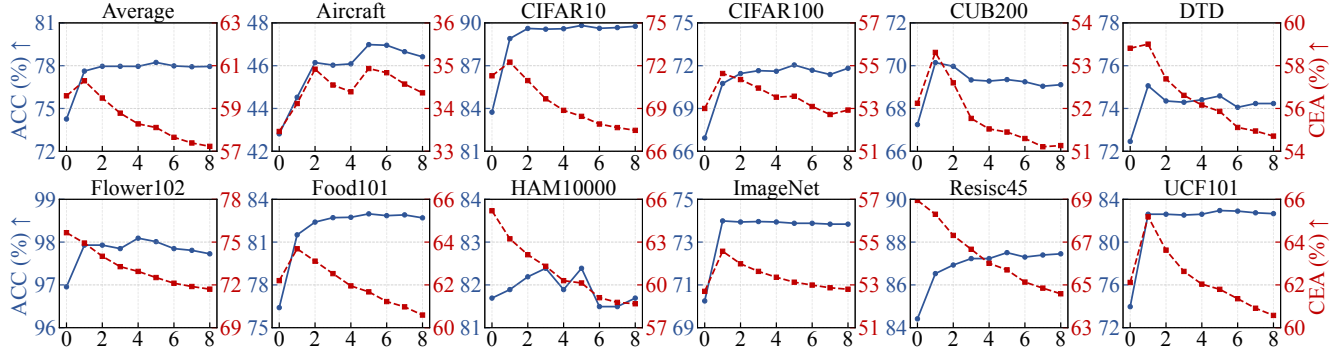 Average Aircraft CIFAR10 CIFAR100 CUB200 DTD
ACC (%) ↑
81 63 48 36 90 75 75 57 70 54 78 60
78 61 46 35 87 72 72 55 69 53 76 58
75 59 44 34 84 69 69 53 67 52 74 56
72 57 42 33 81 66 66 51 66 51 72 54
CEA (%) ↑
0 2 4 6 8 0 2 4 6 8 0 2 4 6 8 0 2 4 6 8 0 2 4 6 8 0 2 4 6 8
Flower102 Food101 HAM10000 ImageNet Resisc45 UCF101
ACC (%) ↑
99 78 84 66 84 66 75 57 90 69 84 66
98 75 81 64 83 63 73 55 88 67 80 64
97 72 78 62 82 60 71 53 86 65 76 62
96 69 75 60 81 57 69 51 84 63 72 60
CEA (%) ↑
0 2 4 6 8 0 2 4 6 8 0 2 4 6 8 0 2 4 6 8 0 2 4 6 8 0 2 4 6 8